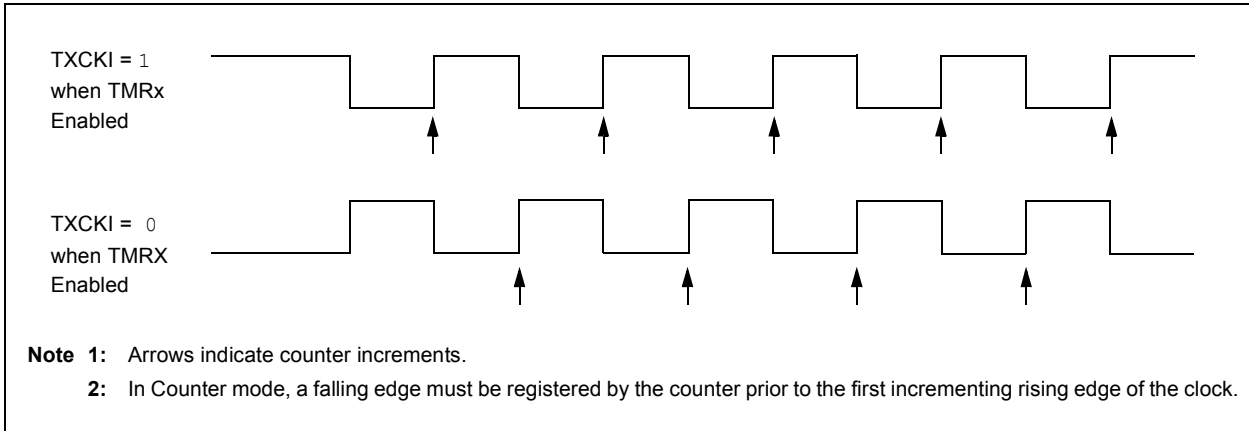 TXCKI = 1
when TMRx
Enabled
TXCKI = 0
when TMRX
Enabled
Note 1: Arrows indicate counter increments.
2: In Counter mode, a falling edge must be registered by the counter prior to the first incrementing rising edge of the clock.